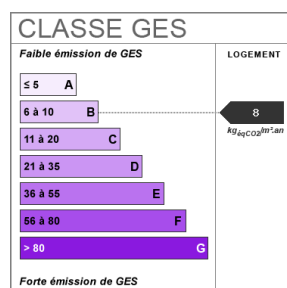 CLASSE GES
Faible émission de GES
LOGEMENT
≤ 5 A
6 à 10 B
8
kgéqCO2/m².an
11 à 20 C
21 à 35 D
36 à 55 E
56 à 80 F
> 80 G
Forte émission de GES